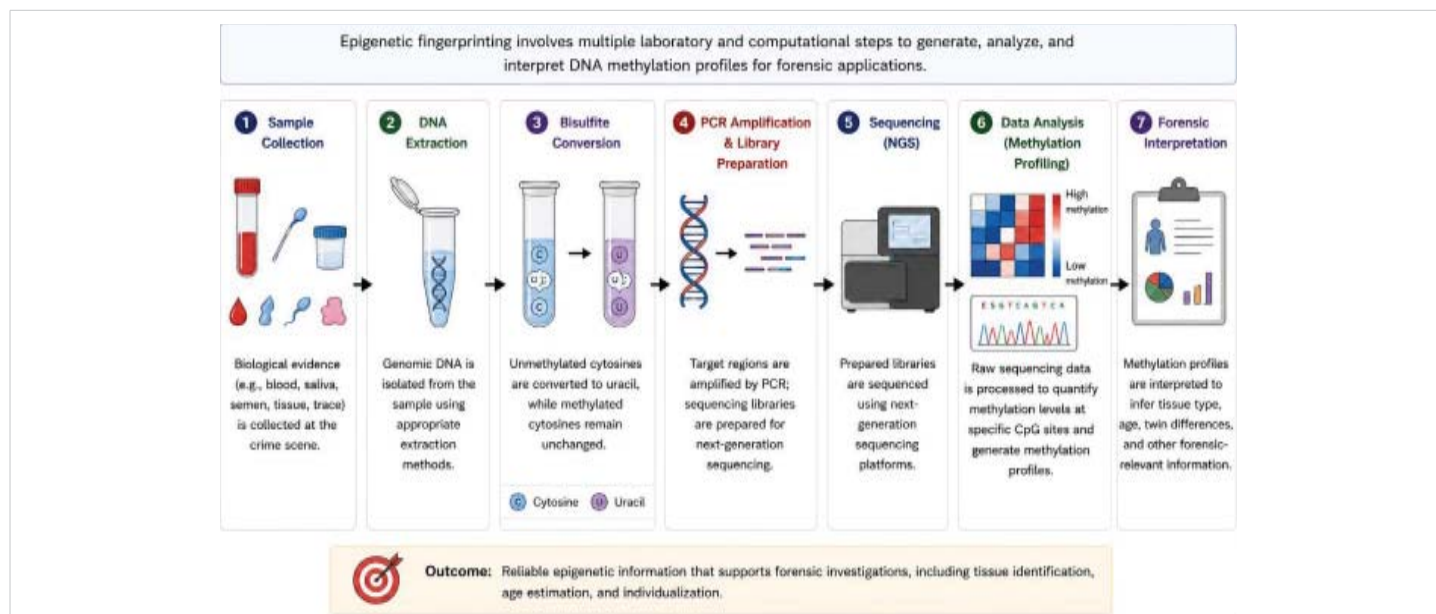 Epigenetic fingerprinting involves multiple laboratory and computational steps to generate, analyze, and
interpret DNA methylation profiles for forensic applications.
1 Sample
Collection
Biological evidence
(e.g., blood, saliva,
semen, tissue, trace)
is collected at the
crime scene.
2 DNA
Extraction
Genomic DNA is
isolated from the
sample using
appropriate
extraction
methods.
3 Bisulfite
Conversion
C
C
U
U
Unmethylated cytosines
are converted to uracil,
while methylated
cytosines remain
unchanged.
C Cytosine U Uracil
4 PCR Amplification
& Library
Preparation
Target regions are
amplified by PCR;
sequencing libraries
are prepared for
next-generation
sequencing.
5 Sequencing
(NGS)
Prepared libraries
are sequenced
using next-
generation
sequencing
platforms.
6 Data Analysis
(Methylation
Profiling)
High
methylation
Low
methylation
Raw sequencing data
is processed to quantify
methylation levels at
specific CpG sites and
generate methylation
profiles.
7 Forensic
Interpretation
Methylation profiles
are interpreted to
infer tissue type,
age, twin differences,
and other forensic-
relevant information.
Outcome: Reliable epigenetic information that supports forensic investigations, including tissue identification,
age estimation, and individualization.